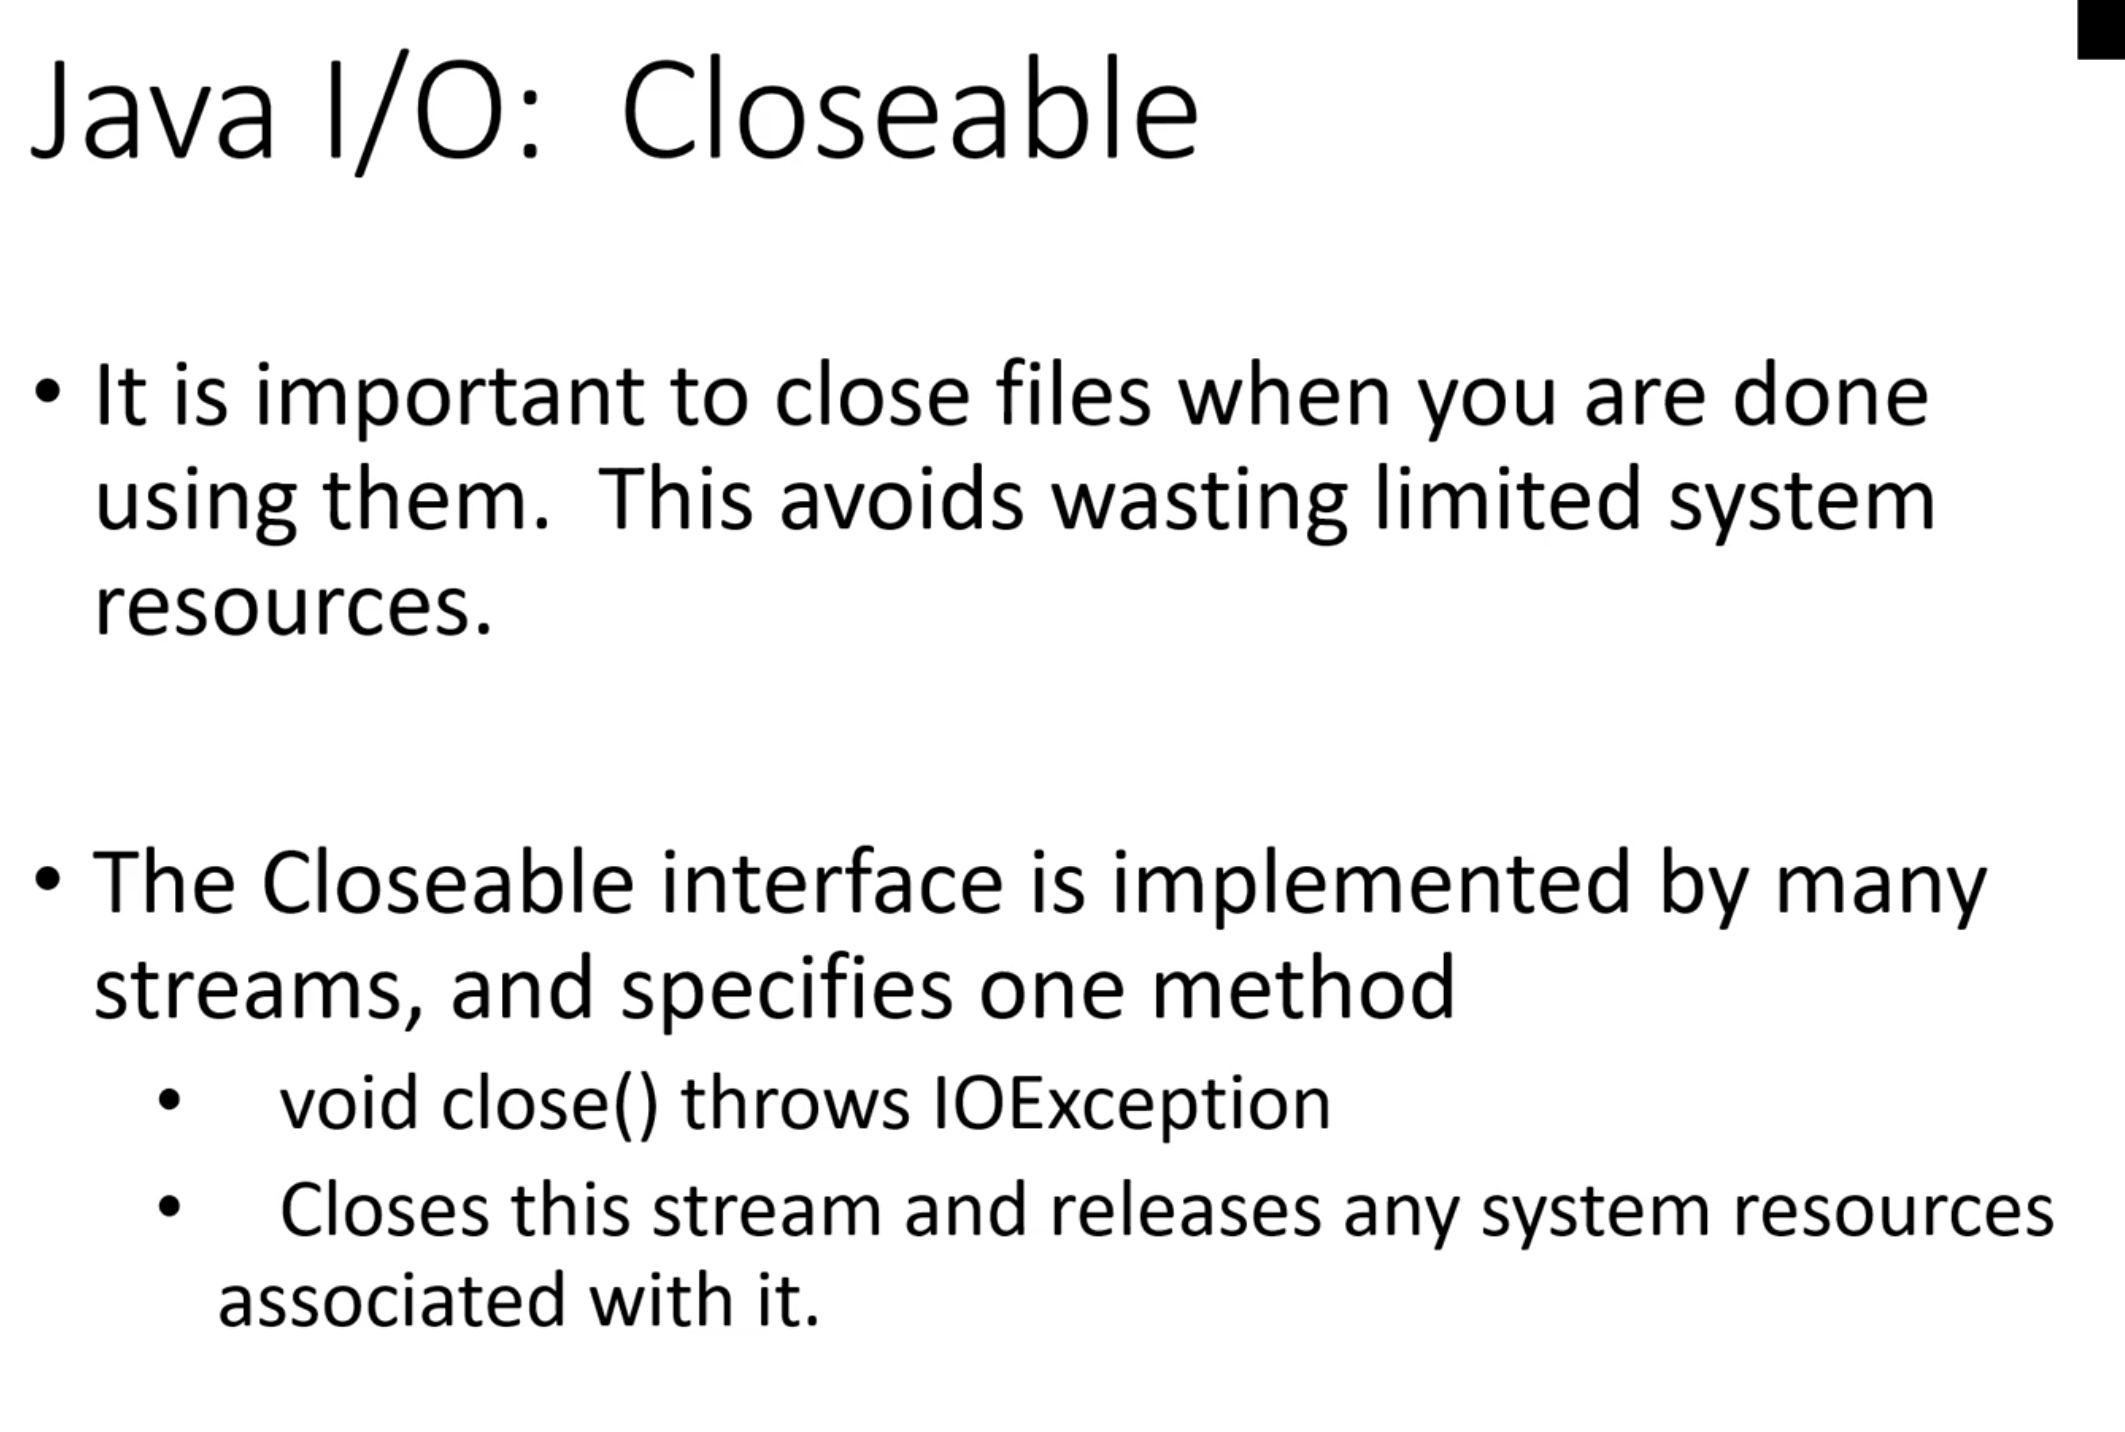 Java I/O:  Closeable
• It is important to close files when you are done
using them.  This avoids wasting limited system
resources.
• The Closeable interface is implemented by many
streams, and specifies one method
• void close() throws IOException
• Closes this stream and releases any system resources
associated with it.